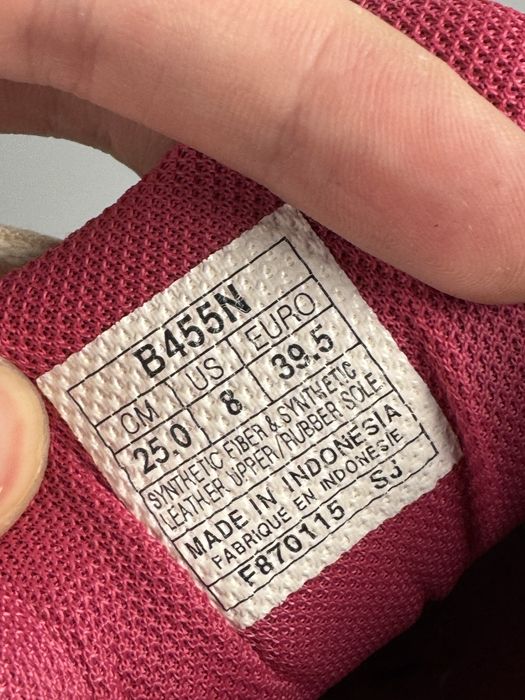 B455N
CM US EURO
25.0 8 39.5
SYNTHETIC FIBER & SYNTHETIC
LEATHER UPPER/RUBBER SOLE
MADE IN INDONESIA
FABRIQUE EN INDONESIE
F870115 SJ